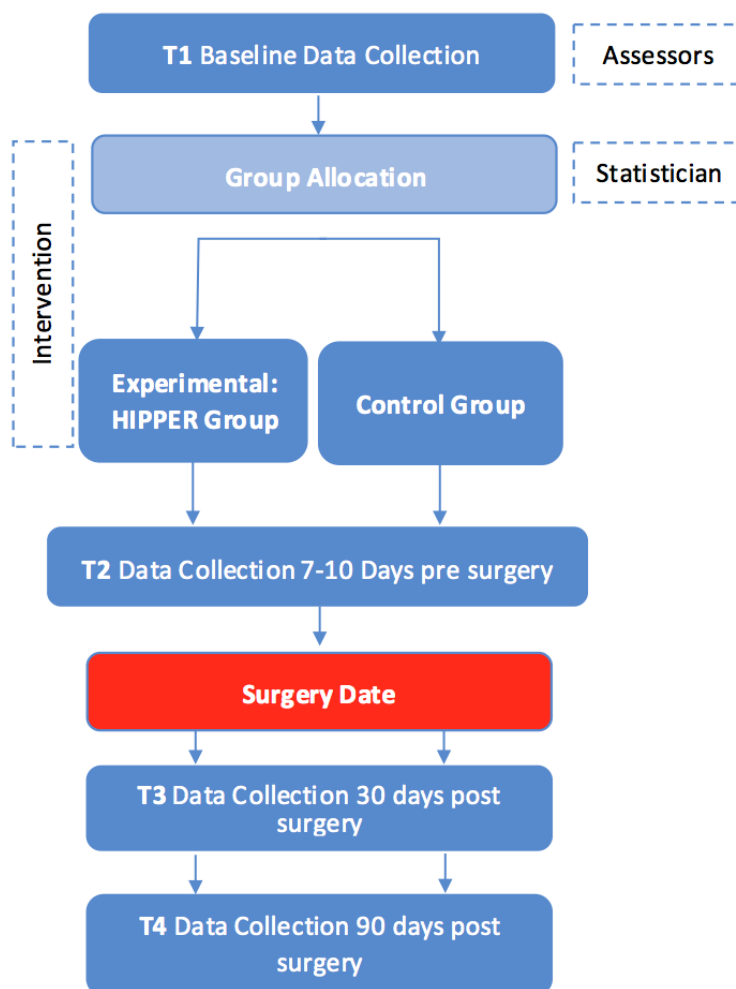 T1 Baseline Data Collection
Assessors
Group Allocation
Statistician
Intervention
Experimental:
HIPPER Group
Control Group
T2 Data Collection 7-10 Days pre surgery
Surgery Date
T3 Data Collection 30 days post
surgery
T4 Data Collection 90 days post
surgery